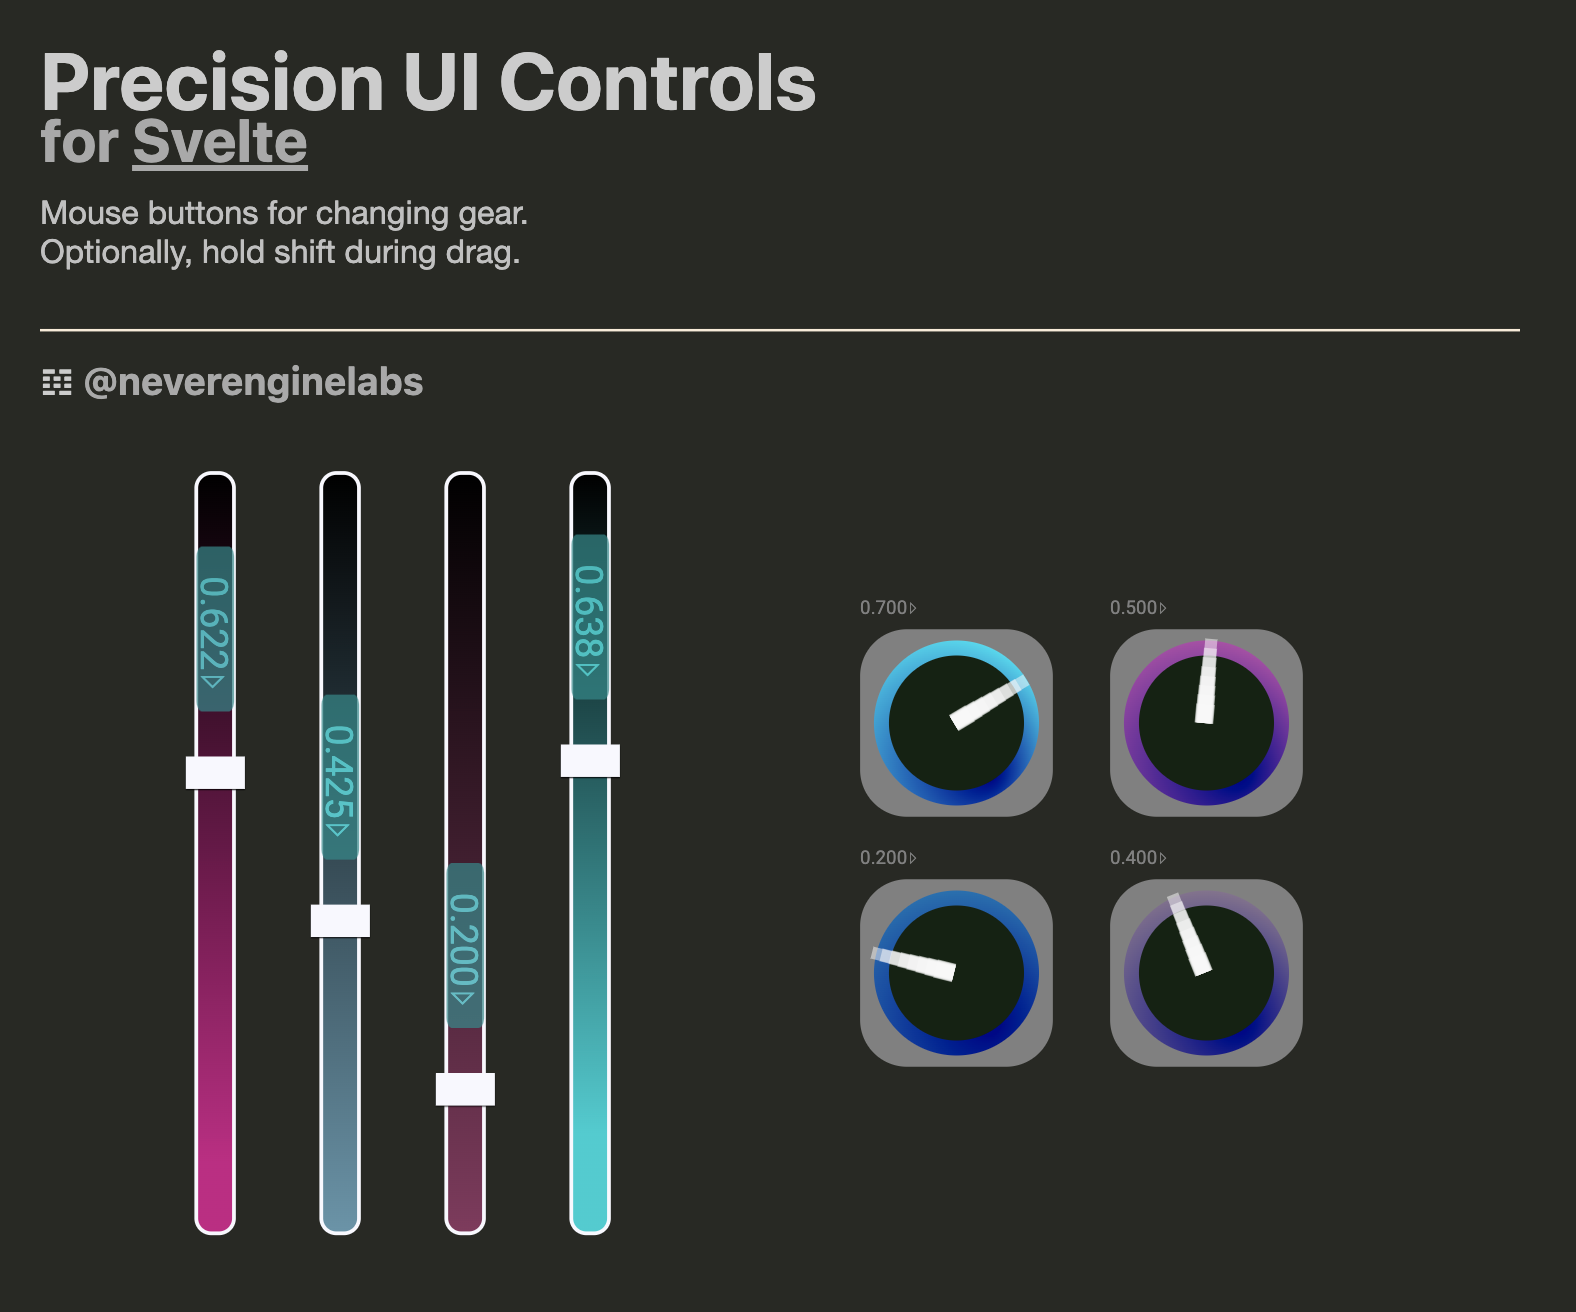 Precision UI Controls
for Svelte
Mouse buttons for changing gear.
Optionally, hold shift during drag.
@neverenginelabs
0.622▷
0.425▷
0.200▷
0.638▷
0.700▷
0.500▷
0.200▷
0.400▷